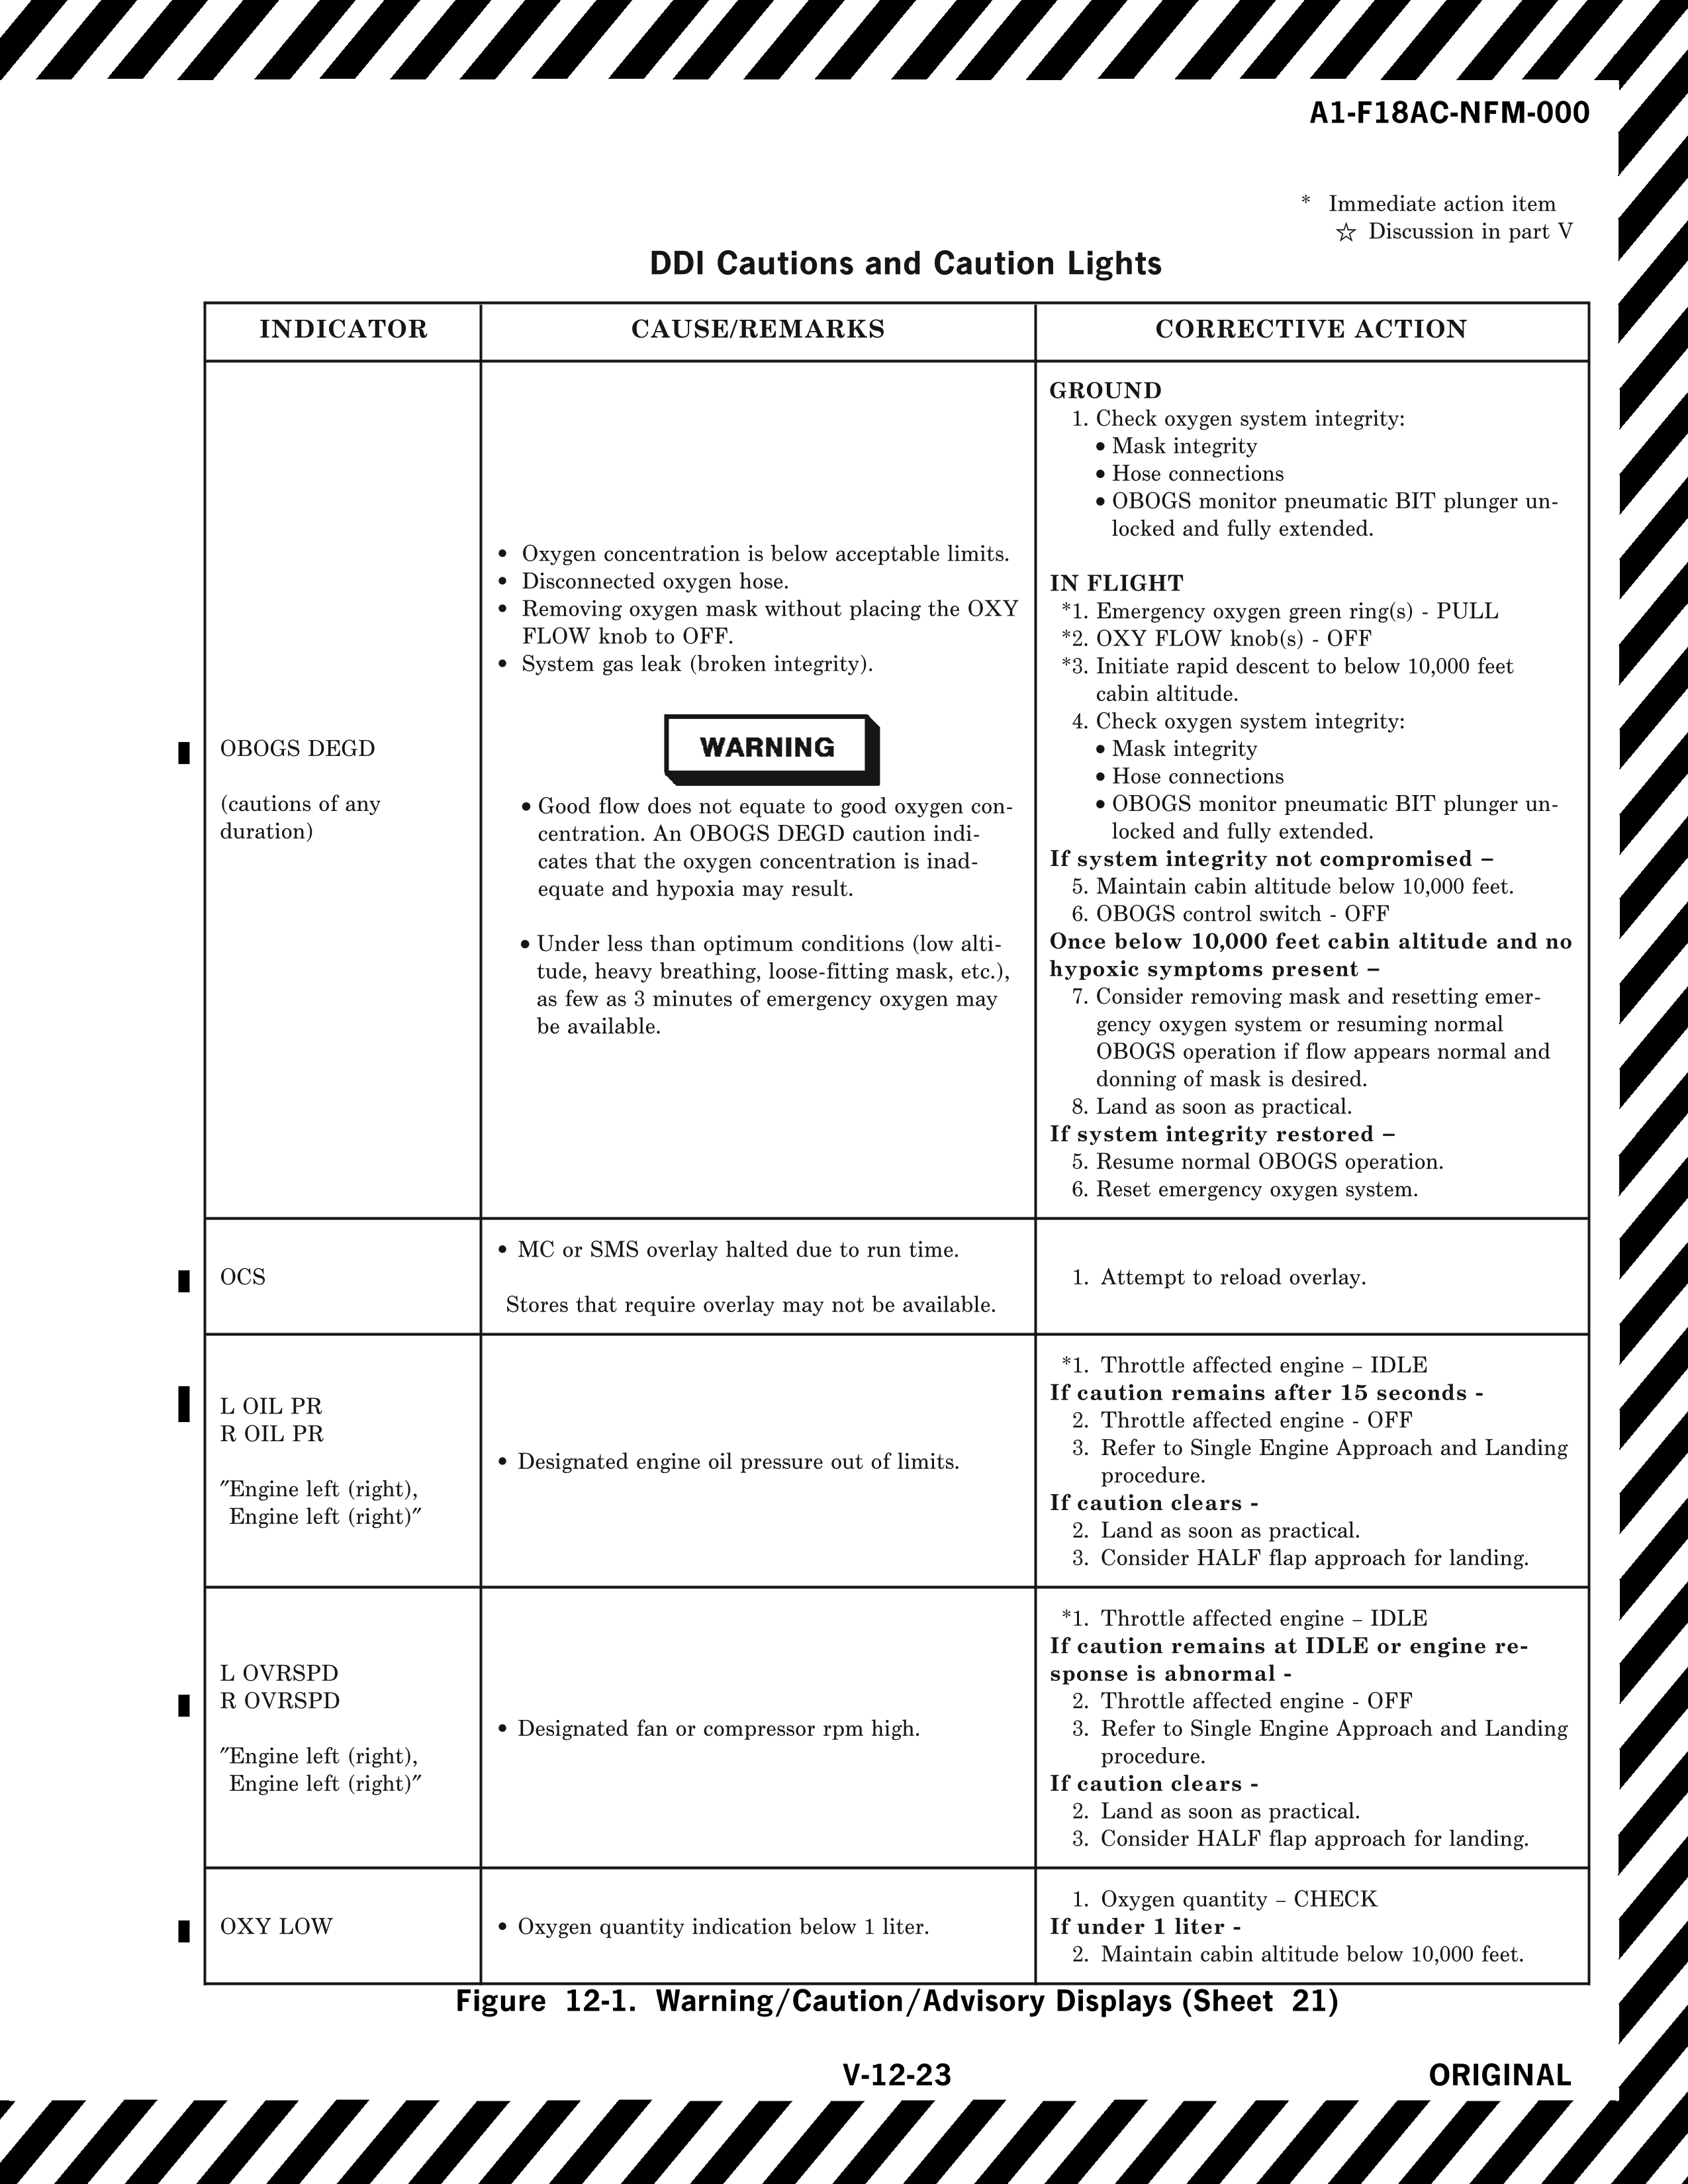 A1-F18AC-NFM-000
* Immediate action item
☆ Discussion in part V
DDI Cautions and Caution Lights
INDICATOR
CAUSE/REMARKS
CORRECTIVE ACTION
OBOGS DEGD
(cautions of any
duration)
• Oxygen concentration is below acceptable limits.
• Disconnected oxygen hose.
• Removing oxygen mask without placing the OXY
FLOW knob to OFF.
• System gas leak (broken integrity).
WARNING
• Good flow does not equate to good oxygen con-
centration. An OBOGS DEGD caution indi-
cates that the oxygen concentration is inad-
equate and hypoxia may result.
• Under less than optimum conditions (low alti-
tude, heavy breathing, loose-fitting mask, etc.),
as few as 3 minutes of emergency oxygen may
be available.
GROUND
1. Check oxygen system integrity:
• Mask integrity
• Hose connections
• OBOGS monitor pneumatic BIT plunger un-
locked and fully extended.
IN FLIGHT
*1. Emergency oxygen green ring(s) - PULL
*2. OXY FLOW knob(s) - OFF
*3. Initiate rapid descent to below 10,000 feet
cabin altitude.
4. Check oxygen system integrity:
• Mask integrity
• Hose connections
• OBOGS monitor pneumatic BIT plunger un-
locked and fully extended.
If system integrity not compromised –
5. Maintain cabin altitude below 10,000 feet.
6. OBOGS control switch - OFF
Once below 10,000 feet cabin altitude and no
hypoxic symptoms present –
7. Consider removing mask and resetting emer-
gency oxygen system or resuming normal
OBOGS operation if flow appears normal and
donning of mask is desired.
8. Land as soon as practical.
If system integrity restored –
5. Resume normal OBOGS operation.
6. Reset emergency oxygen system.
OCS
• MC or SMS overlay halted due to run time.
Stores that require overlay may not be available.
1. Attempt to reload overlay.
L OIL PR
R OIL PR
″Engine left (right),
Engine left (right)″
• Designated engine oil pressure out of limits.
*1. Throttle affected engine – IDLE
If caution remains after 15 seconds -
2. Throttle affected engine - OFF
3. Refer to Single Engine Approach and Landing
procedure.
If caution clears -
2. Land as soon as practical.
3. Consider HALF flap approach for landing.
L OVRSPD
R OVRSPD
″Engine left (right),
Engine left (right)″
• Designated fan or compressor rpm high.
*1. Throttle affected engine – IDLE
If caution remains at IDLE or engine re-
sponse is abnormal -
2. Throttle affected engine - OFF
3. Refer to Single Engine Approach and Landing
procedure.
If caution clears -
2. Land as soon as practical.
3. Consider HALF flap approach for landing.
OXY LOW
• Oxygen quantity indication below 1 liter.
1. Oxygen quantity – CHECK
If under 1 liter -
2. Maintain cabin altitude below 10,000 feet.
Figure 12-1. Warning/Caution/Advisory Displays (Sheet 21)
V-12-23
ORIGINAL